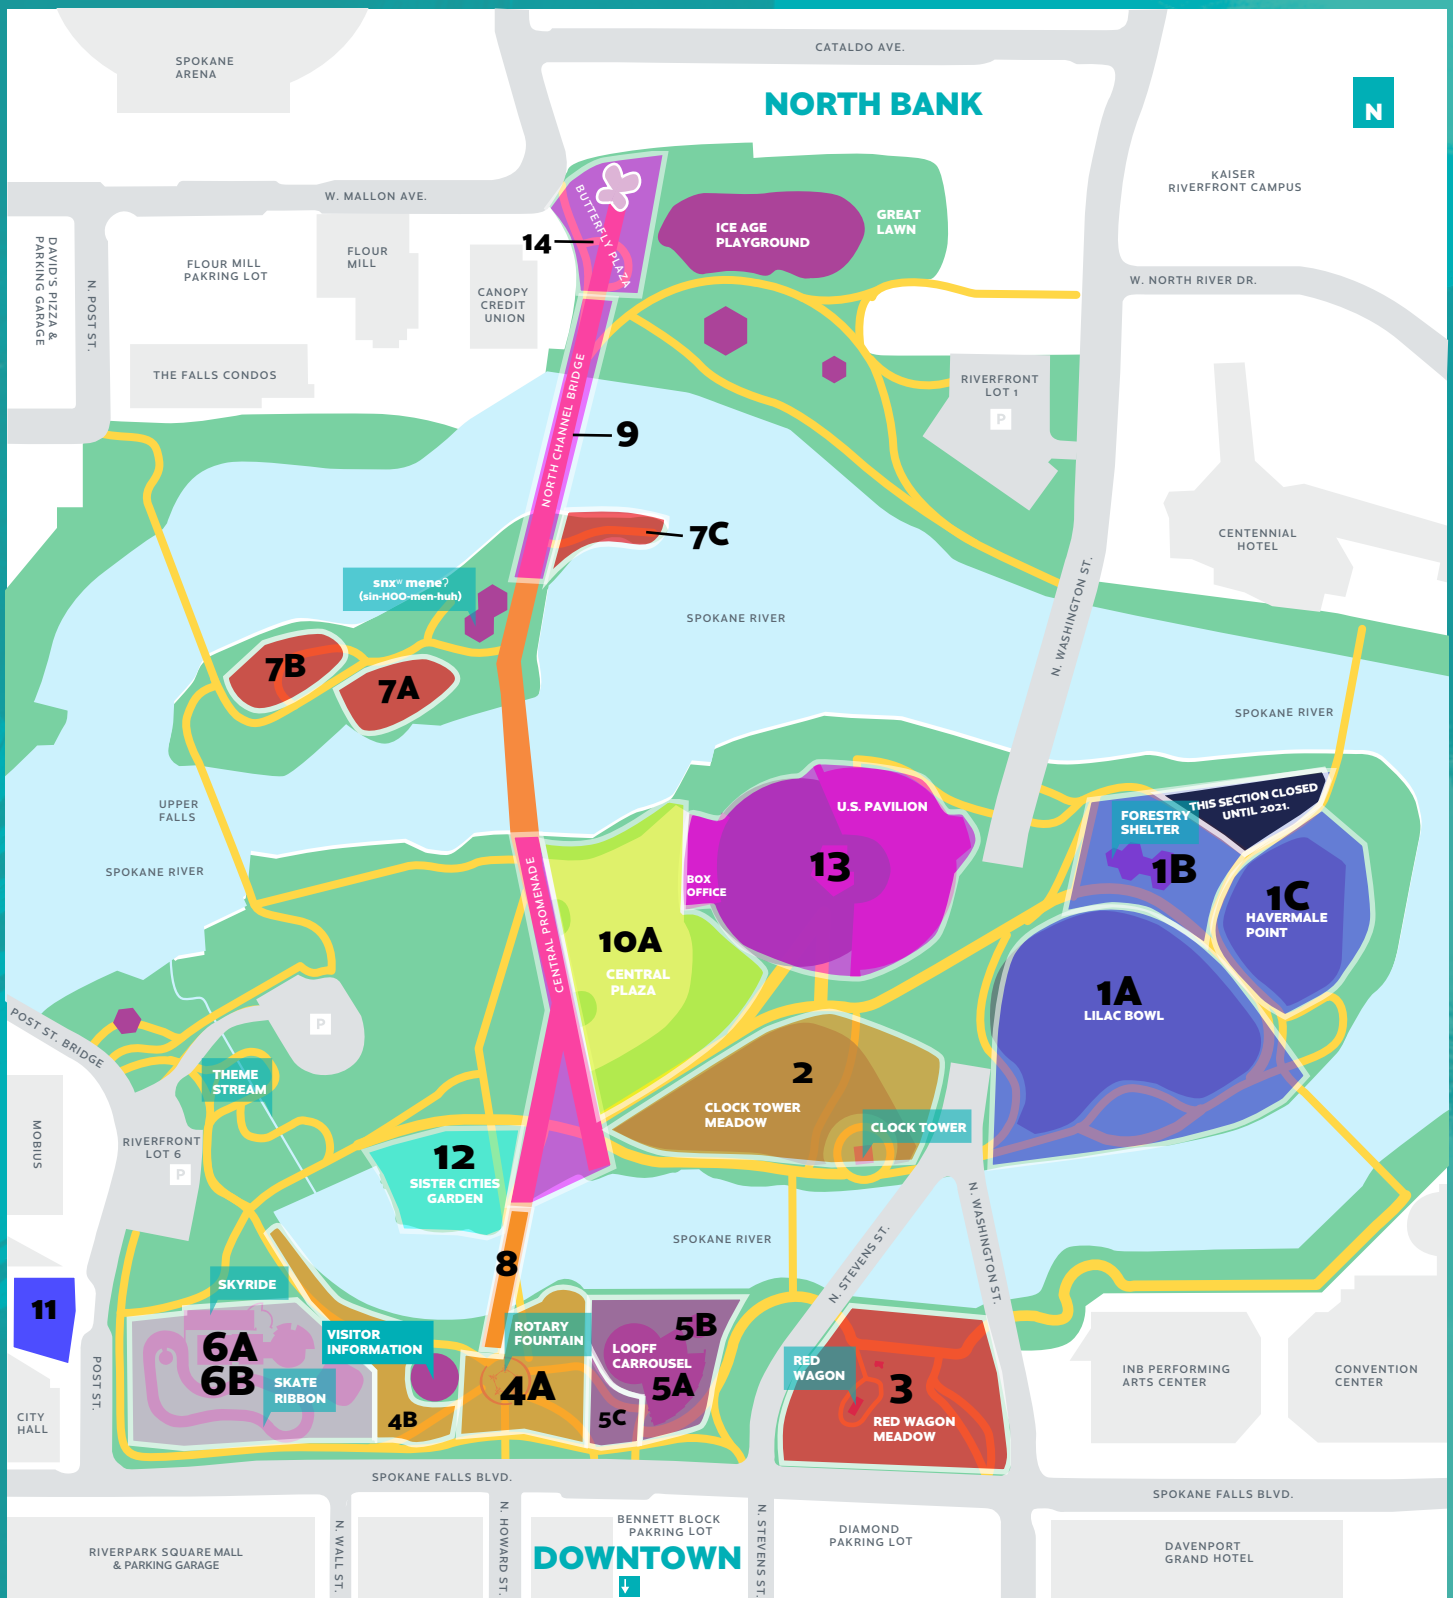 SPOKANE
ARENA
CATALDO AVE.
NORTH BANK
N
KAISER
RIVERFRONT CAMPUS
W. MALLON AVE.
BUTTERFLY PLAZA
14
ICE AGE
PLAYGROUND
GREAT
LAWN
DAVID'S PIZZA &
PARKING GARAGE
N. POST ST.
FLOUR MILL
PAKRING LOT
FLOUR
MILL
CANOPY
CREDIT
UNION
W. NORTH RIVER DR.
THE FALLS CONDOS
NORTH CHANNEL BRIDGE
9
RIVERFRONT
LOT 1
P
7C
CENTENNIAL
HOTEL
snxʷ meneʔ
(sin-HOO-men-huh)
SPOKANE RIVER
N. WASHINGTON ST.
7B
7A
SPOKANE RIVER
UPPER
FALLS
SPOKANE RIVER
U.S. PAVILION
13
BOX
OFFICE
THIS SECTION CLOSED
UNTIL 2021.
FORESTRY
SHELTER
1B
1C
HAVERMALE
POINT
CENTRAL PROMENADE
10A
CENTRAL
PLAZA
1A
LILAC BOWL
POST ST. BRIDGE
P
THEME
STREAM
2
CLOCK TOWER
MEADOW
CLOCK TOWER
MOBIUS
RIVERFRONT
LOT 6
P
12
SISTER CITIES
GARDEN
SPOKANE RIVER
N. STEVENS ST.
N. WASHINGTON ST.
8
SKYRIDE
11
6A
6B
SKATE
RIBBON
VISITOR
INFORMATION
4B
ROTARY
FOUNTAIN
4A
LOOFF
CARROUSEL
5B
5A
5C
RED
WAGON
3
RED WAGON
MEADOW
INB PERFORMING
ARTS CENTER
CONVENTION
CENTER
CITY
HALL
POST ST.
SPOKANE FALLS BLVD.
SPOKANE FALLS BLVD.
RIVERPARK SQUARE MALL
& PARKING GARAGE
N. WALL ST.
N. HOWARD ST.
BENNETT BLOCK
PAKRING LOT
DOWNTOWN
N. STEVENS ST.
DIAMOND
PAKRING LOT
DAVENPORT
GRAND HOTEL